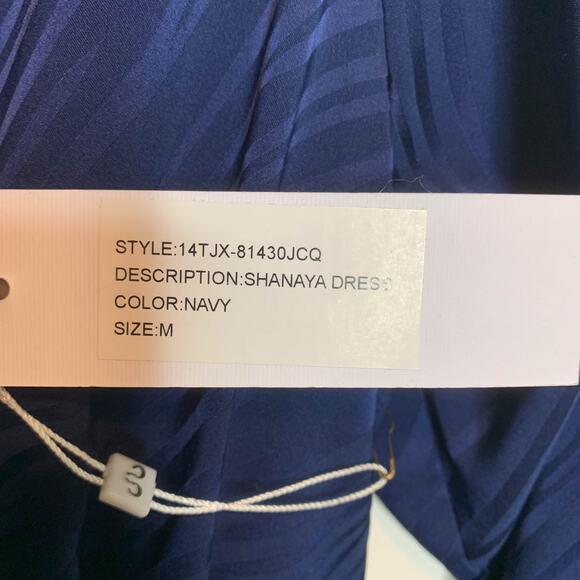 STYLE:14TJX-81430JCQ
DESCRIPTION:SHANAYA DRESS
COLOR:NAVY
SIZE:M